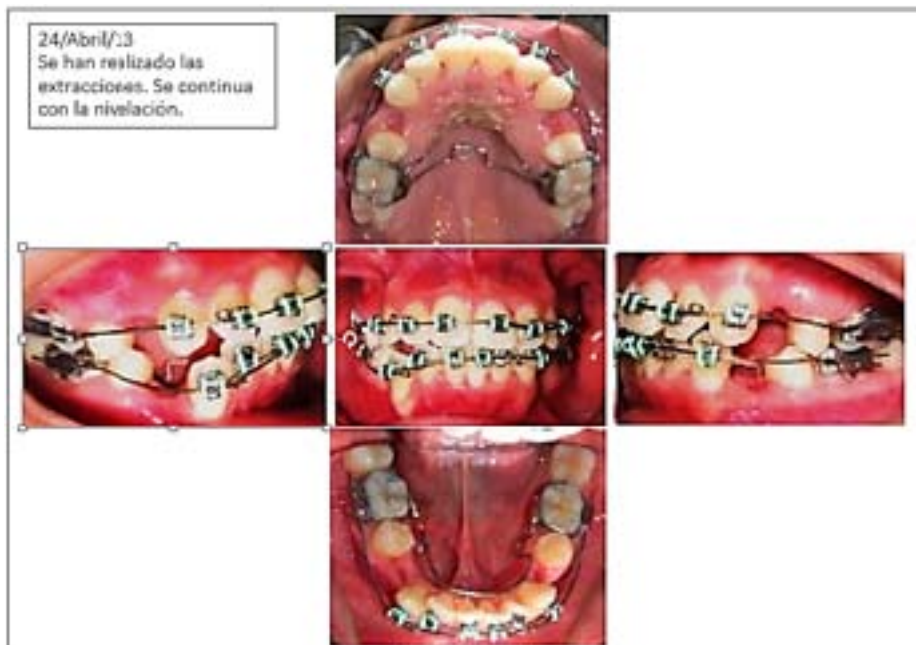 24/Abril/13
Se han realizado las
extracciones. Se continua
con la nivelación.